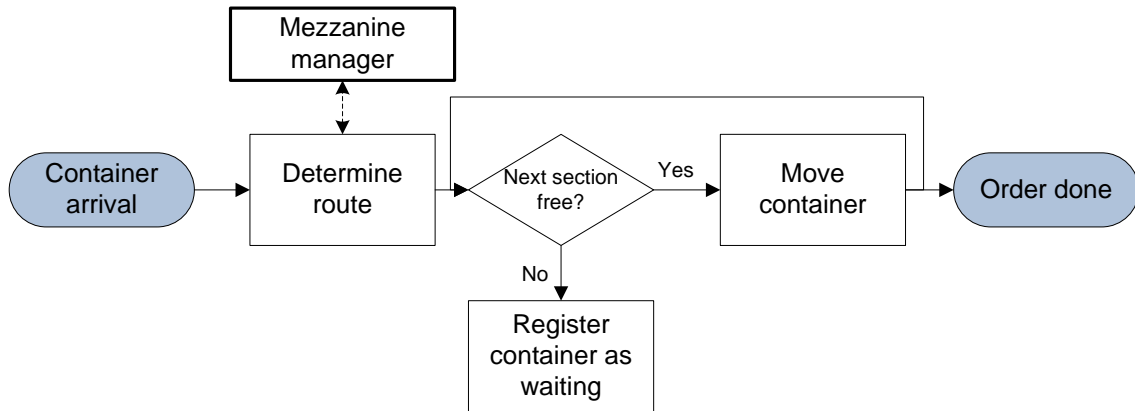 Mezzanine
manager
Container
arrival
Determine
route
Next section
free?
Yes
Move
container
Order done
No
Register
container as
waiting